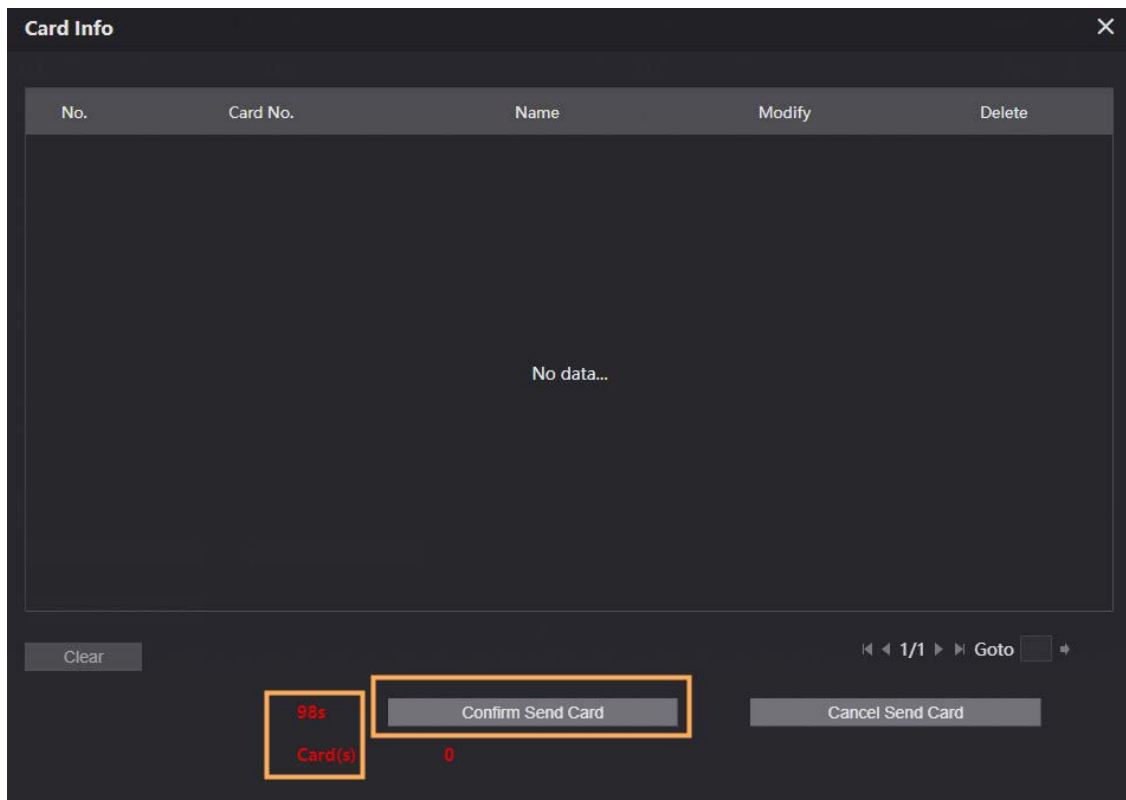 Card Info
No. Card No. Name Modify Delete
No data...
Clear 1/1 Goto
98s Confirm Send Card Cancel Send Card
Card(s) 0